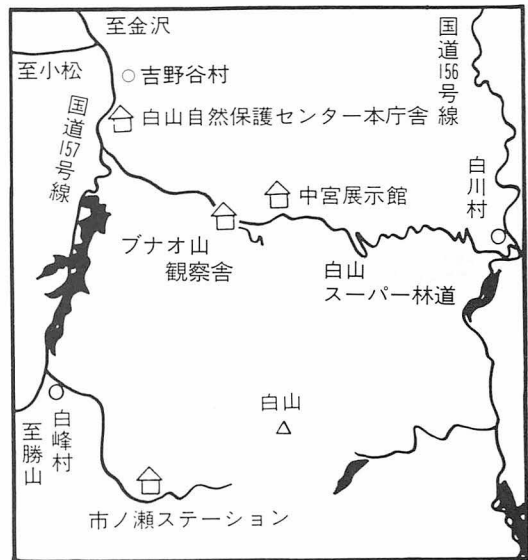 至金沢
至小松
吉野谷村
白山自然保護センター本庁舎
国道157号線
国道156号線
白川村
中宮展示館
ブナオ山
観察舎
白山
スーパー林道
白山
白峰村
至勝山
市ノ瀬ステーション